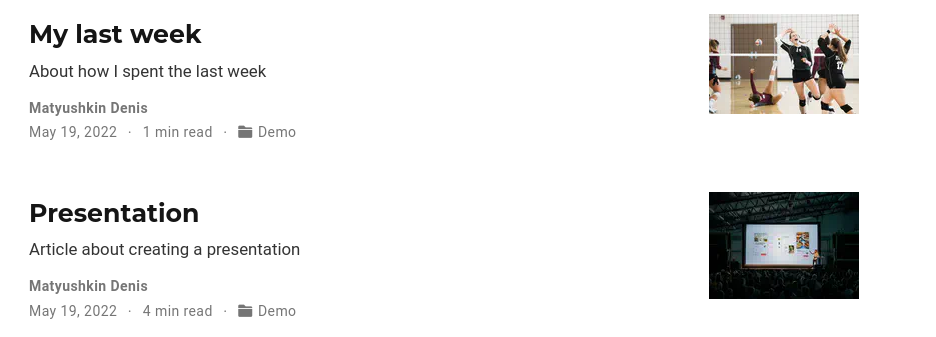 My last week
About how I spent the last week
Matyushkin Denis
May 19, 2022 · 1 min read · Demo
Presentation
Article about creating a presentation
Matyushkin Denis
May 19, 2022 · 4 min read · Demo